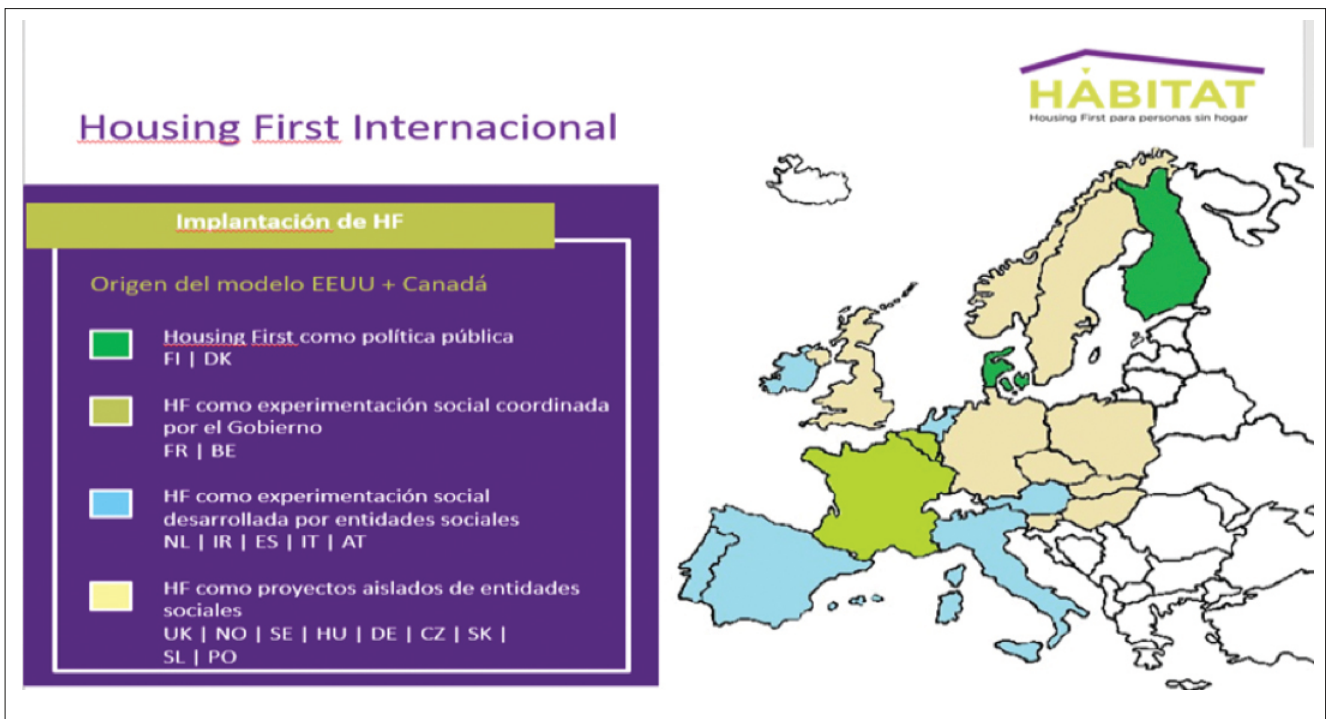 HÁBITAT
Housing First para personas sin hogar
Housing First Internacional
Implantación de HF
Origen del modelo EEUU + Canadá
Housing First como política pública
FI | DK
HF como experimentación social coordinada
por el Gobierno
FR | BE
HF como experimentación social
desarrollada por entidades sociales
NL | IR | ES | IT | AT
HF como proyectos aislados de entidades
sociales
UK | NO | SE | HU | DE | CZ | SK |
SL | PO